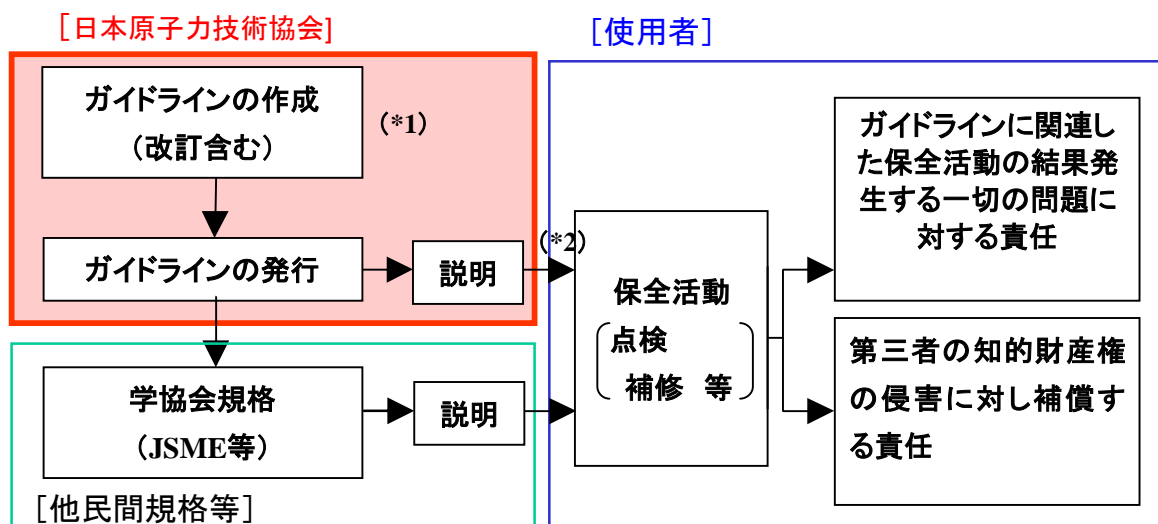 [日本原子力技術協会]
[使用者]
ガイドラインの作成
（改訂含む）
（*1）
ガイドラインの発行
説明
（*2）
学協会規格
（JSME等）
説明
[他民間規格等]
保全活動
点検
補修 等
ガイドラインに関連し
た保全活動の結果発
生する一切の問題に
対する責任
第三者の知的財産権
の侵害に対し補償す
る責任